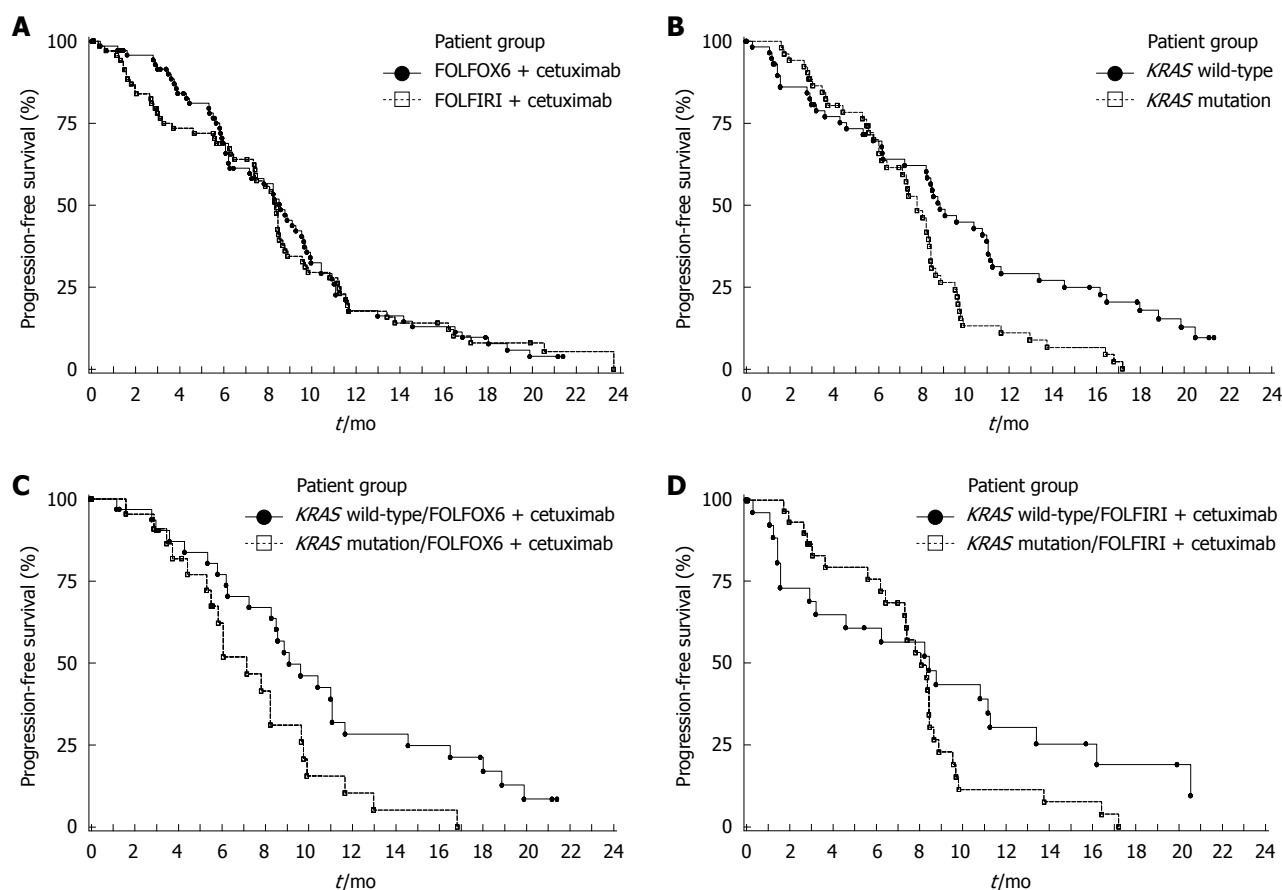 A
Patient group
FOLFOX6 + cetuximab
FOLFIRI + cetuximab
Progression-free survival (%)
100
75
50
25
0
0 2 4 6 8 10 12 14 16 18 20 22 24
t/mo
B
Patient group
KRAS wild-type
KRAS mutation
Progression-free survival (%)
100
75
50
25
0
0 2 4 6 8 10 12 14 16 18 20 22 24
t/mo
C
Patient group
KRAS wild-type/FOLFOX6 + cetuximab
KRAS mutation/FOLFOX6 + cetuximab
Progression-free survival (%)
100
75
50
25
0
0 2 4 6 8 10 12 14 16 18 20 22 24
t/mo
D
Patient group
KRAS wild-type/FOLFIRI + cetuximab
KRAS mutation/FOLFIRI + cetuximab
Progression-free survival (%)
100
75
50
25
0
0 2 4 6 8 10 12 14 16 18 20 22 24
t/mo